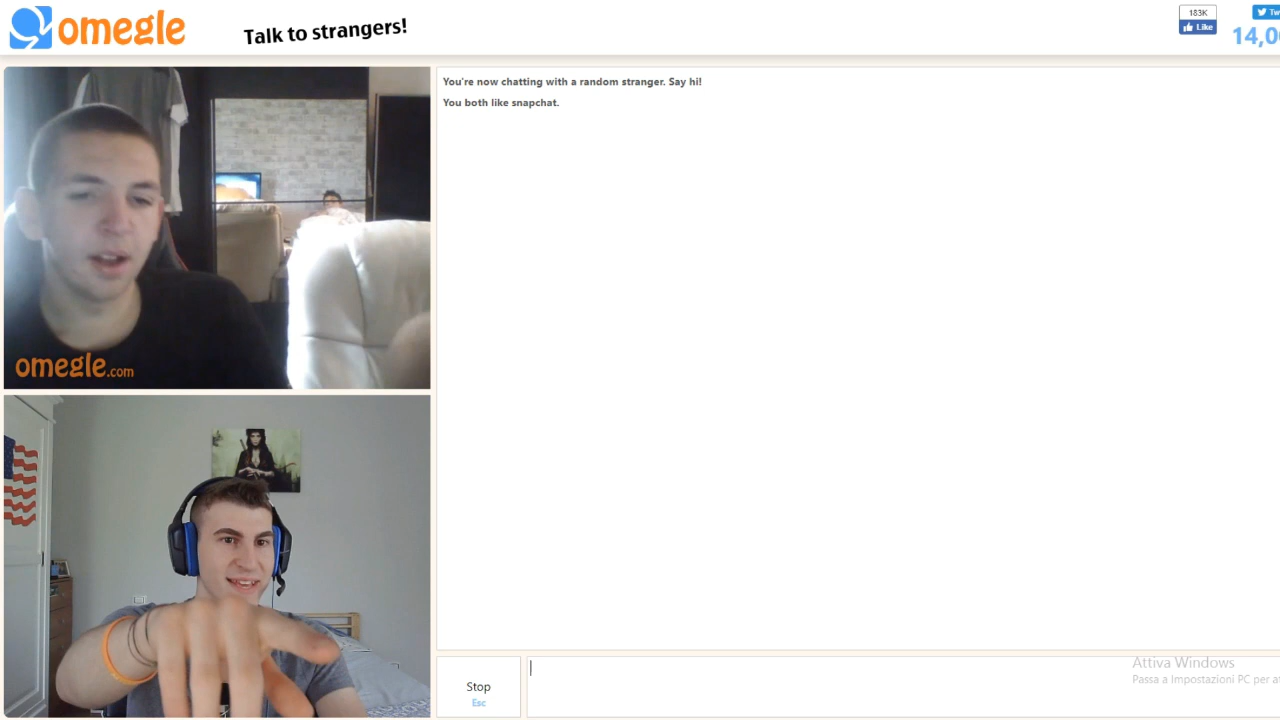 omegle
Talk to strangers!
183K
Like
Tw
14,0
You're now chatting with a random stranger. Say hi!
You both like snapchat.
omegle.com
Stop
Esc
Attiva Windows
Passa a Impostazioni PC per at